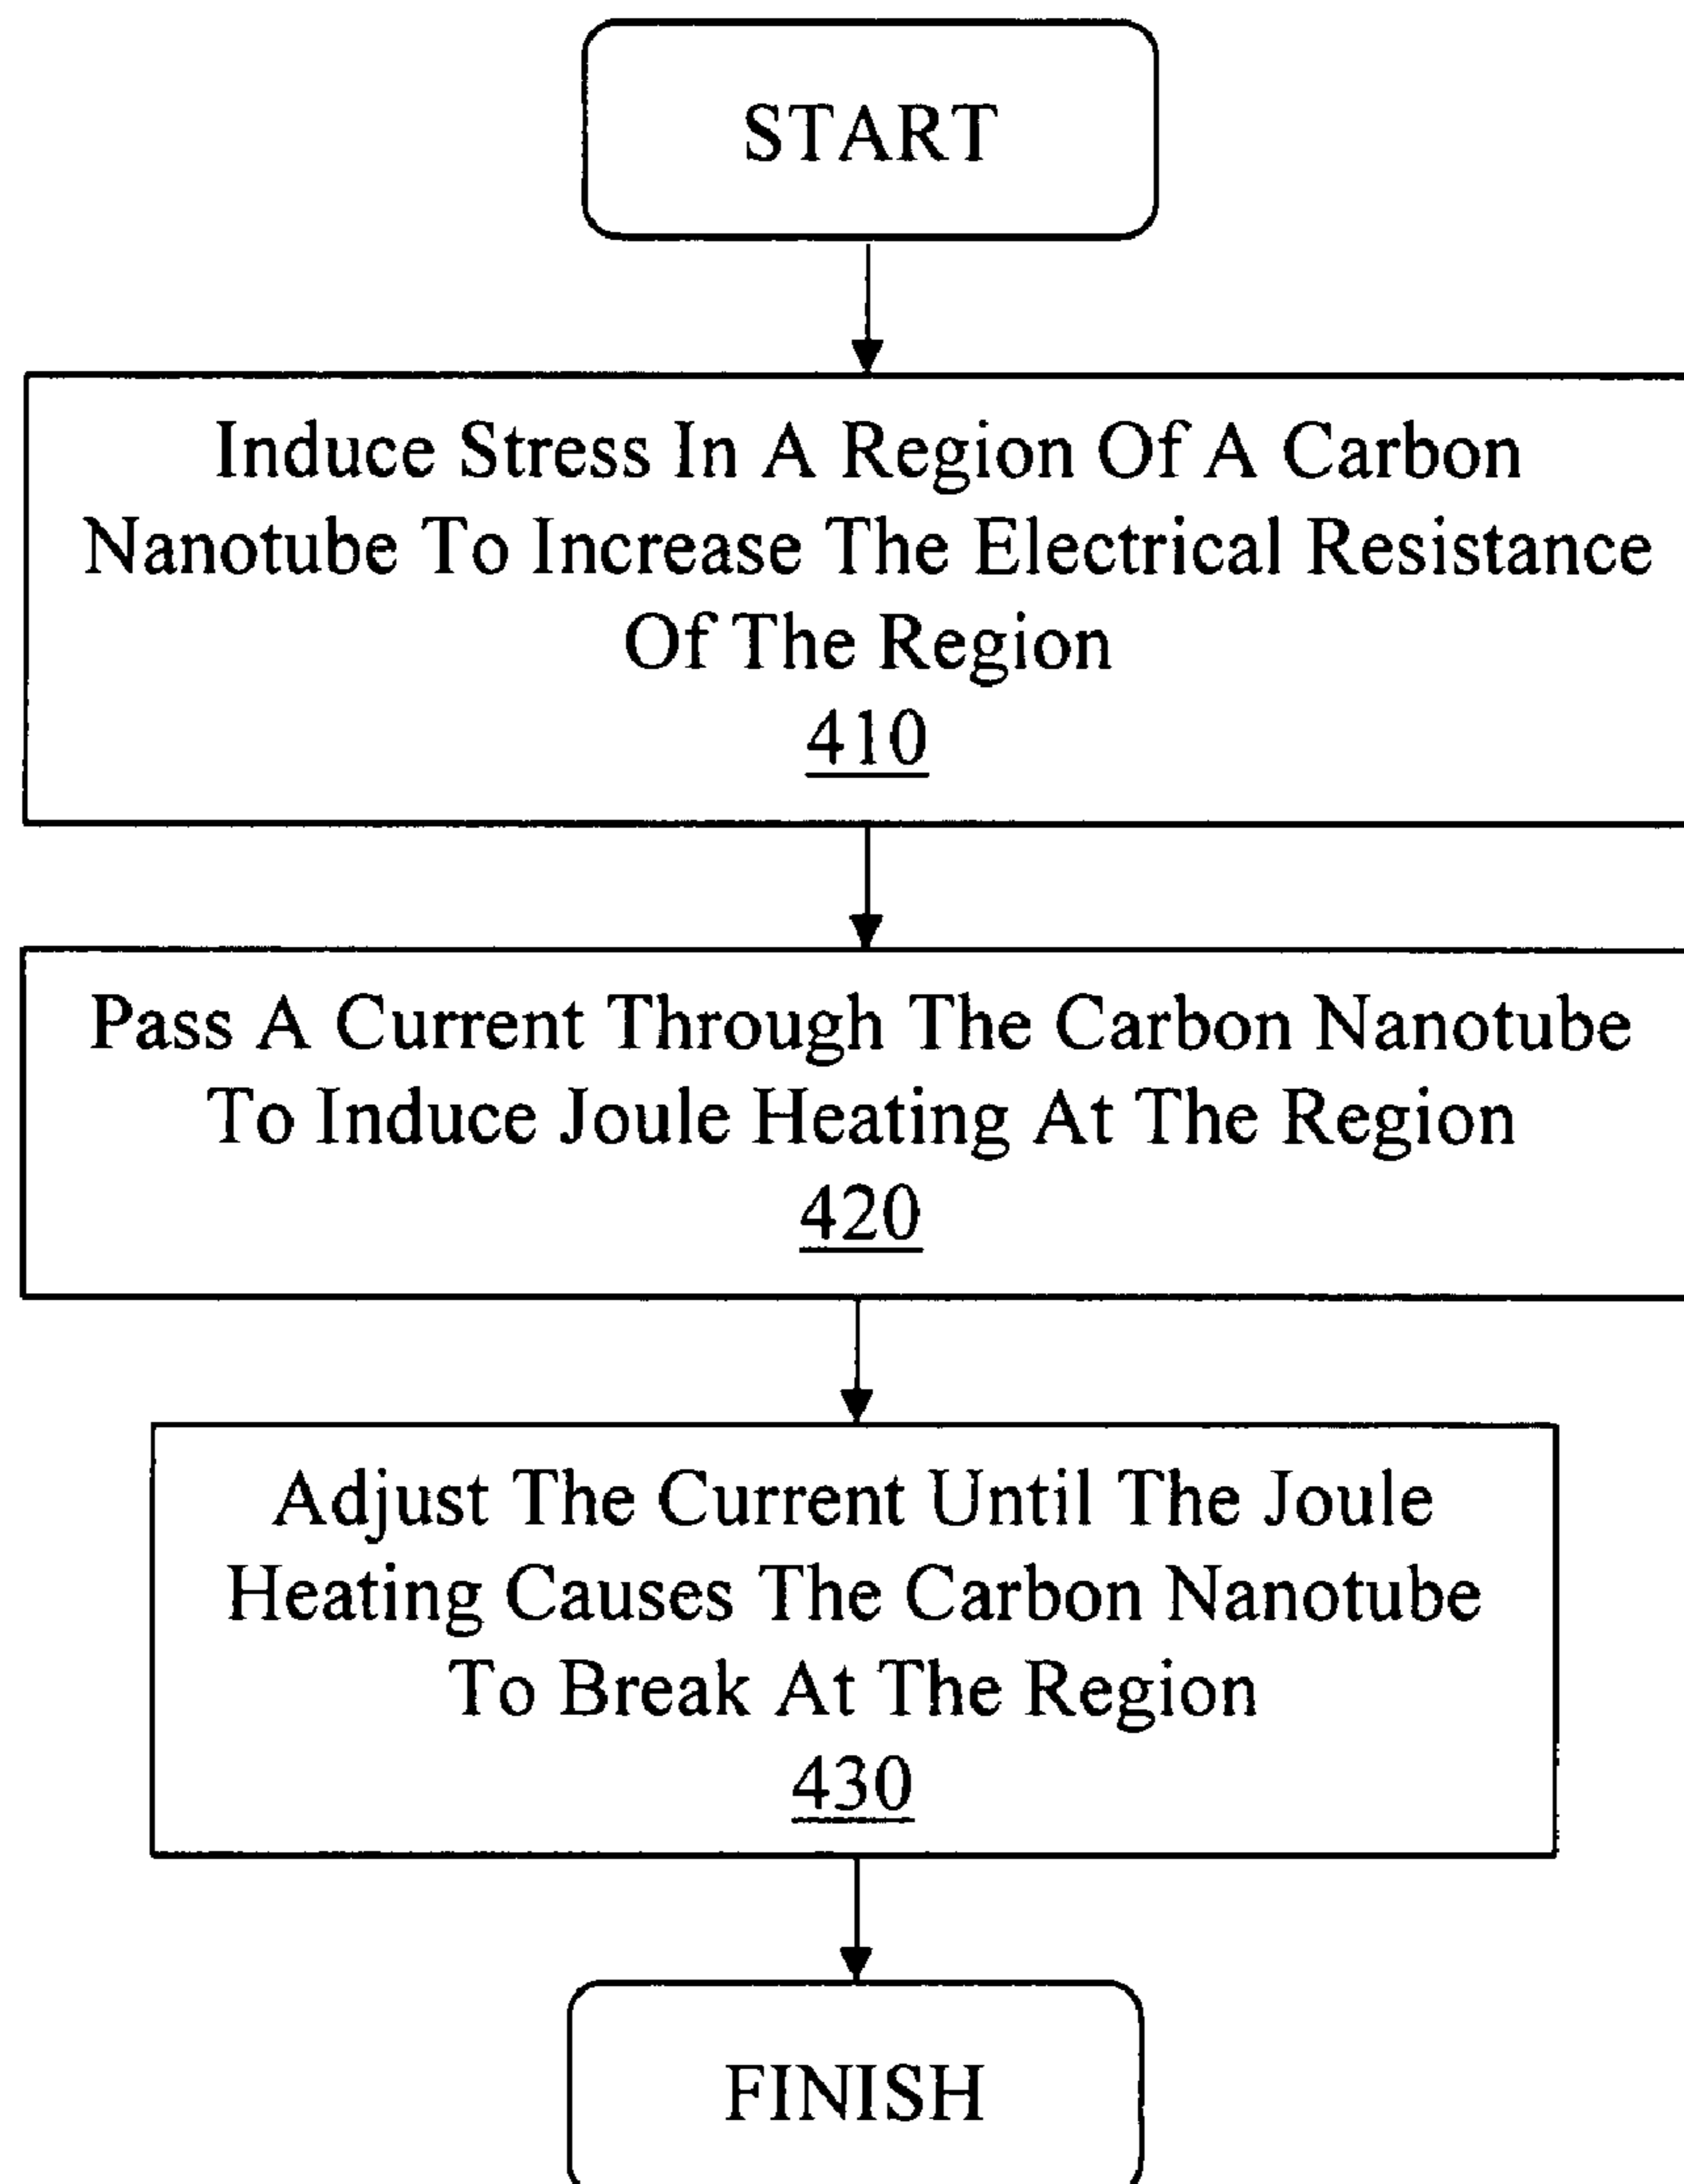 START
Induce Stress In A Region Of A Carbon
Nanotube To Increase The Electrical Resistance
Of The Region
410
Pass A Current Through The Carbon Nanotube
To Induce Joule Heating At The Region
420
Adjust The Current Until The Joule
Heating Causes The Carbon Nanotube
To Break At The Region
430
FINISH